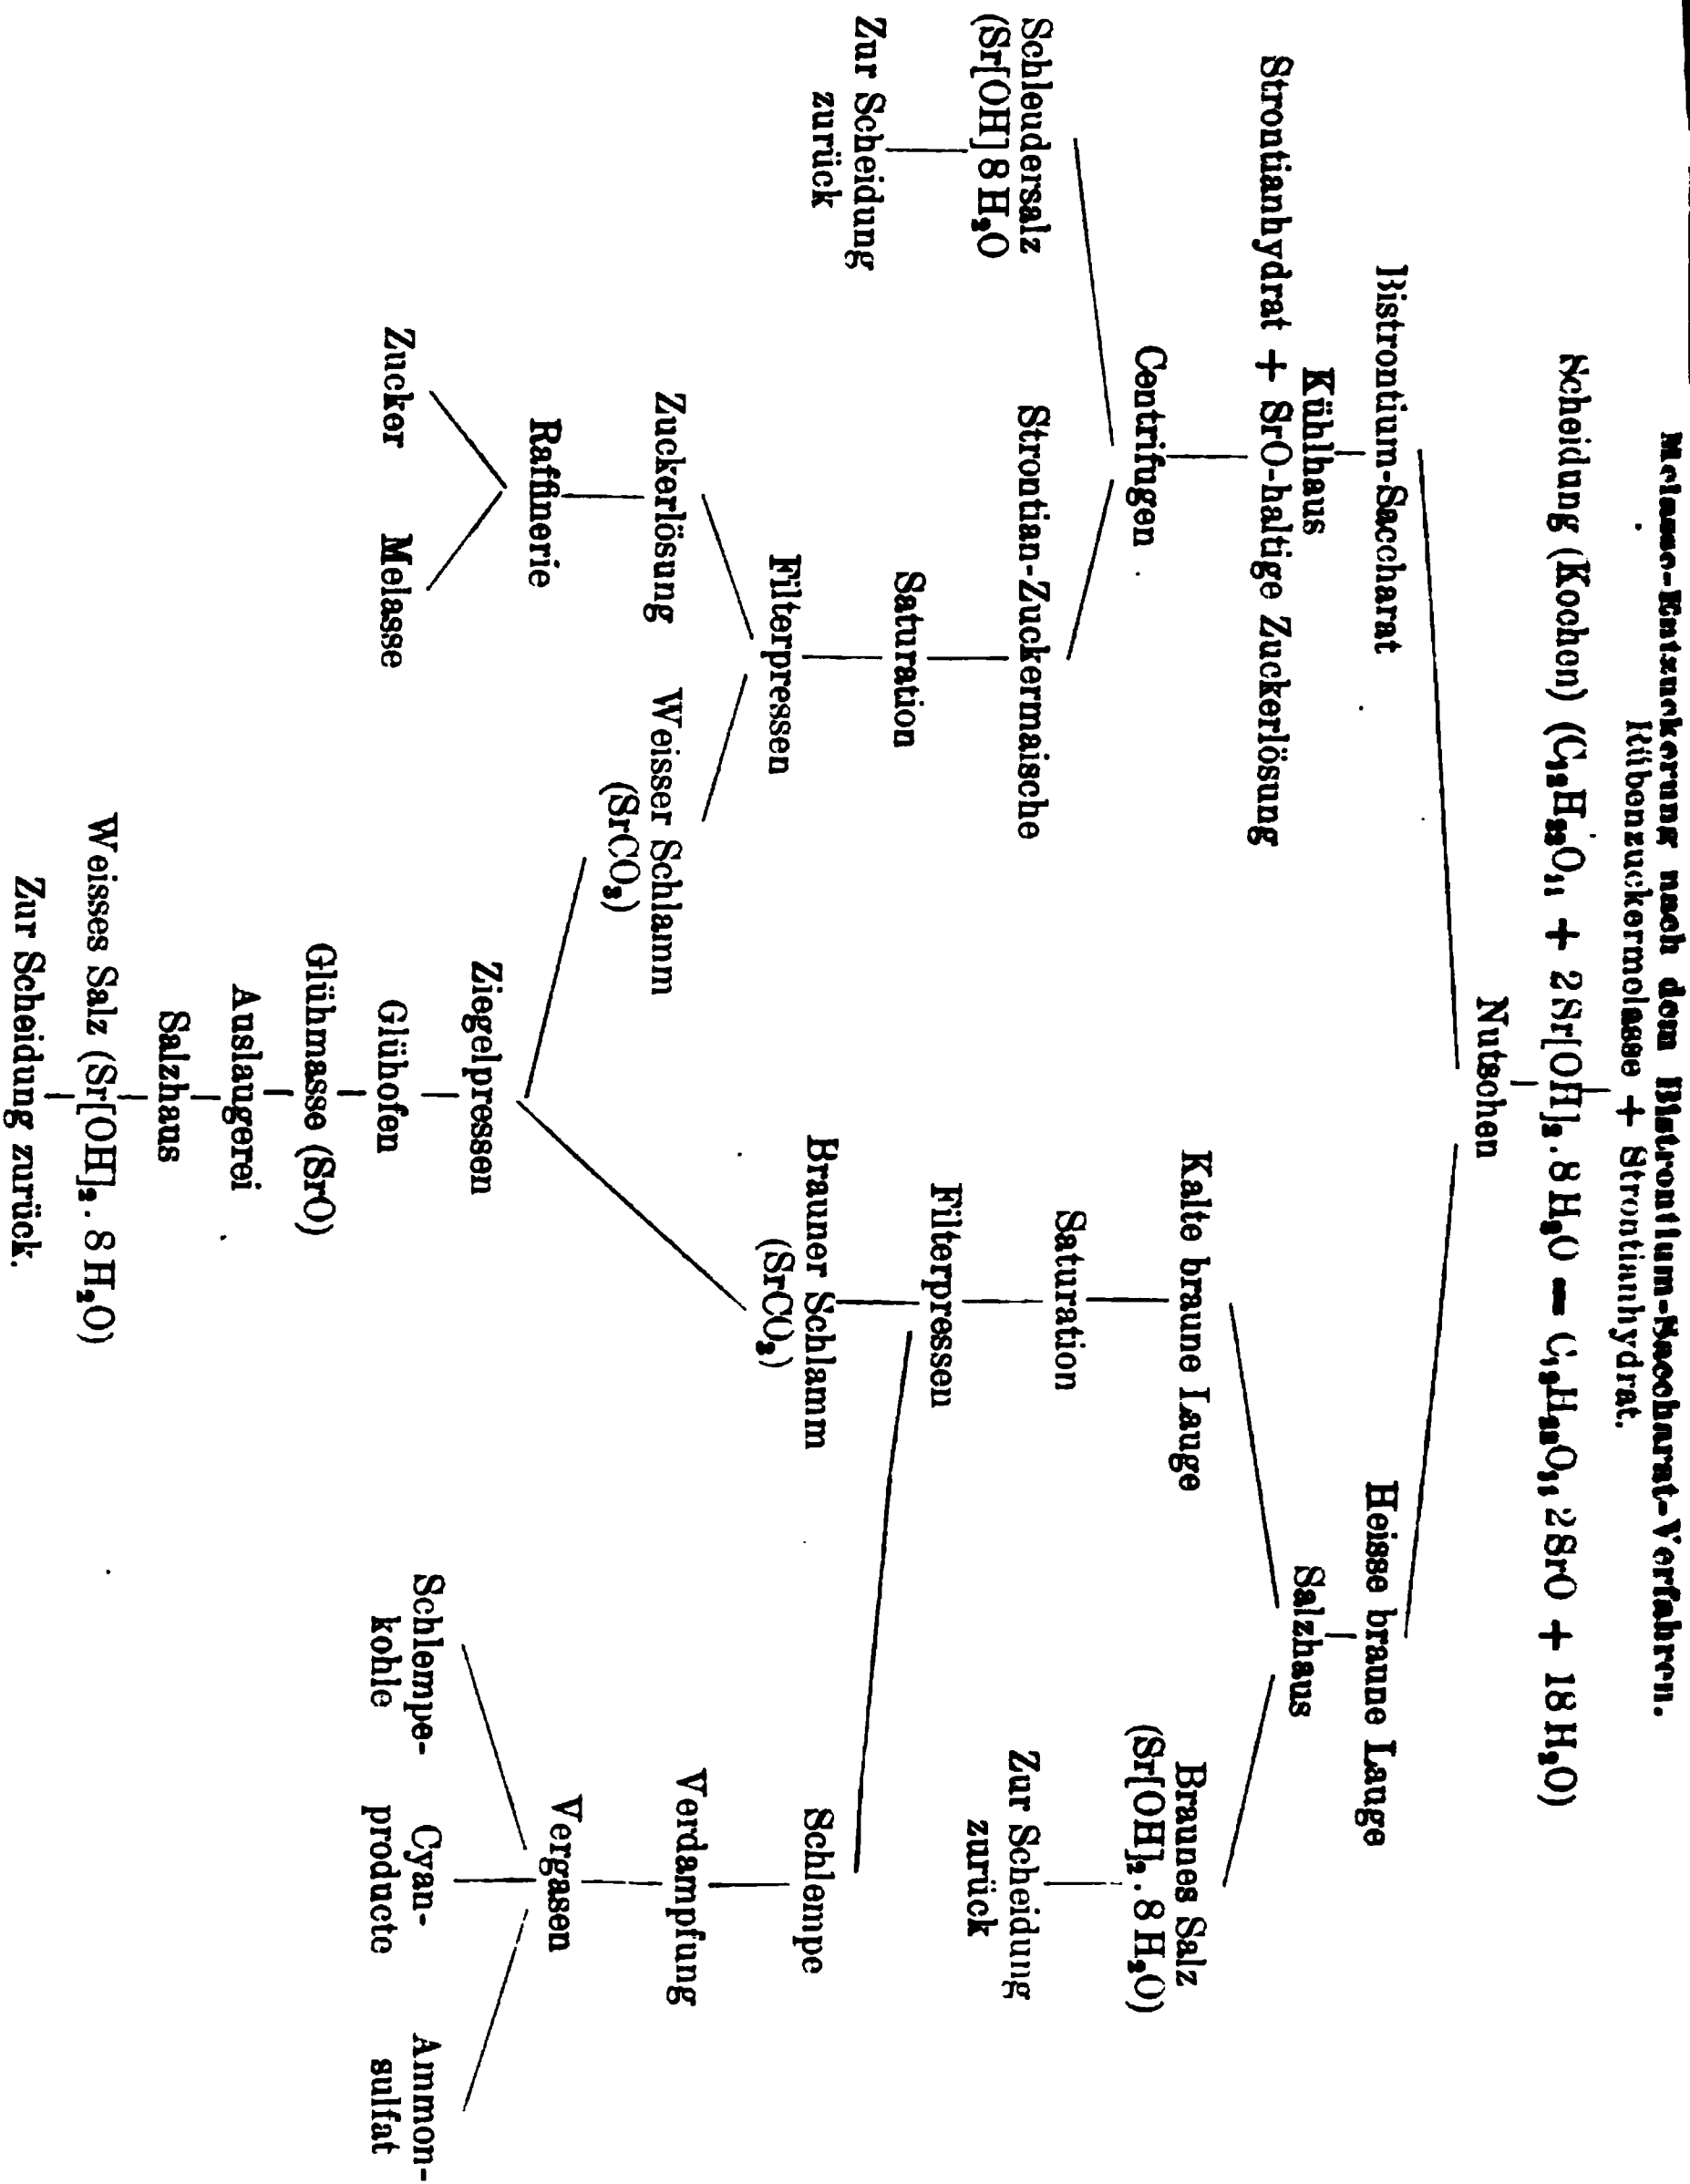 Melasse-Entzuckerung nach dem Bistrontium-Saccharat-Verfahren.
Rübenzuckermelasse + Strontianhydrat.
Scheidung (Kochen) (C₁₂H₂₂O₁₁ + 2Sr[OH]₂.8H₂O = C₁₂H₂₂O₁₁2SrO + 18H₂O)
Nutschen
Bistrontium-Saccharat
Kühlhaus
Strontianhydrat + SrO-haltige Zuckerlösung
Centrifugen
Schleudersalz
(Sr[OH]8H₂O
Zur Scheidung
zurück
Strontian-Zuckermaische
Saturation
Filterpressen
Zuckerlösung
Raffinerie
Zucker
Melasse
Weisser Schlamm
(SrCO₃)
Heisse braune Lauge
Salzhaus
Kalte braune Lauge
Saturation
Filterpressen
Brauner Schlamm
(SrCO₃)
Braunes Salz
(Sr[OH]₂.8H₂O)
Zur Scheidung
zurück
Schlempe
Verdampfung
Vergasen
Schlempe-
kohle
Cyan-
producte
Ammon-
sulfat
Ziegelpressen
Glühofen
Glühmasse (SrO)
Auslaugerei
Salzhaus
Weisses Salz (Sr[OH]₂.8H₂O)
Zur Scheidung zurück.